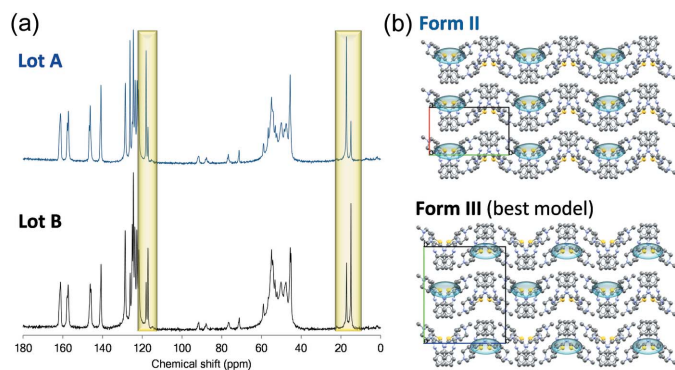 (a)
Lot A
Lot B
180 160 140 120 100 80 60 40 20 0
Chemical shift (ppm)
(b)
Form II
Form III (best model)